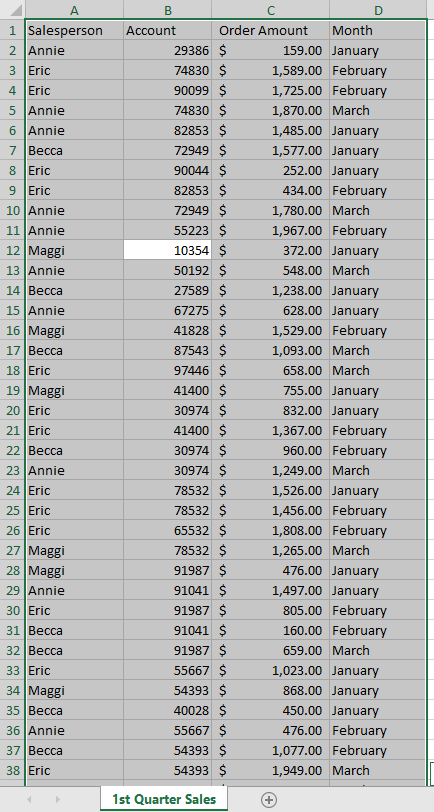 A B C D
1 Salesperson Account Order Amount Month
2 Annie 29386 $ 159.00 January
3 Eric 74830 $ 1,589.00 February
4 Eric 90099 $ 1,725.00 February
5 Annie 74830 $ 1,870.00 March
6 Annie 82853 $ 1,485.00 January
7 Becca 72949 $ 1,577.00 January
8 Eric 90044 $ 252.00 January
9 Eric 82853 $ 434.00 February
10 Annie 72949 $ 1,780.00 March
11 Annie 55223 $ 1,967.00 February
12 Maggi 10354 $ 372.00 January
13 Annie 50192 $ 548.00 March
14 Becca 27589 $ 1,238.00 January
15 Annie 67275 $ 628.00 January
16 Maggi 41828 $ 1,529.00 February
17 Becca 87543 $ 1,093.00 March
18 Eric 97446 $ 658.00 March
19 Maggi 41400 $ 755.00 January
20 Eric 30974 $ 832.00 January
21 Eric 41400 $ 1,367.00 February
22 Becca 30974 $ 960.00 February
23 Annie 30974 $ 1,249.00 March
24 Eric 78532 $ 1,526.00 January
25 Eric 78532 $ 1,456.00 February
26 Eric 65532 $ 1,808.00 February
27 Maggi 78532 $ 1,265.00 March
28 Maggi 91987 $ 476.00 January
29 Annie 91041 $ 1,497.00 January
30 Eric 91987 $ 805.00 February
31 Becca 91041 $ 160.00 February
32 Becca 91987 $ 659.00 March
33 Eric 55667 $ 1,023.00 January
34 Maggi 54393 $ 868.00 January
35 Becca 40028 $ 450.00 January
36 Annie 55667 $ 476.00 February
37 Becca 54393 $ 1,077.00 February
38 Eric 54393 $ 1,949.00 March
1st Quarter Sales